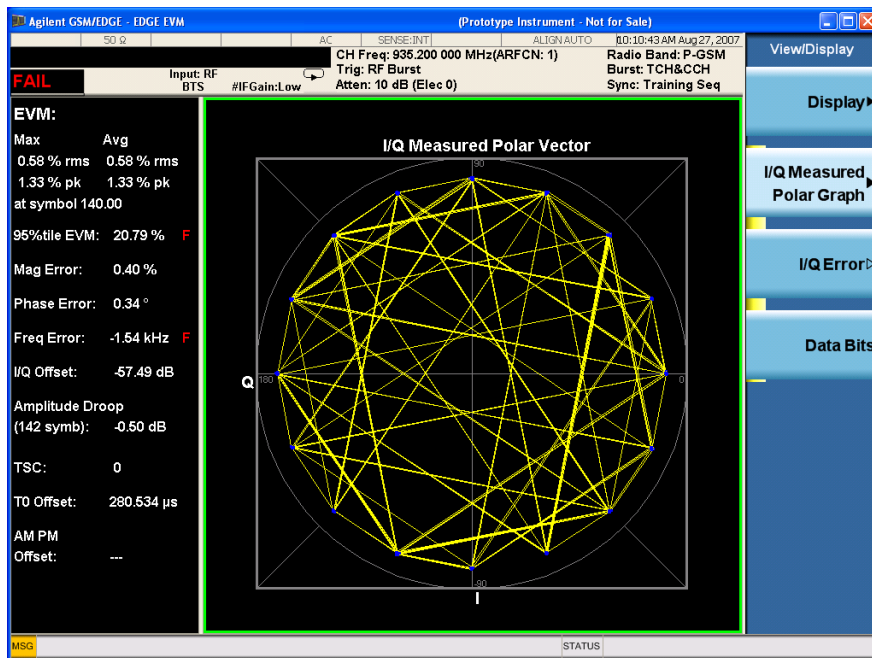 Agilent GSM/EDGE - EDGE EVM (Prototype Instrument - Not for Sale)
50 Ω AC SENSE:INT ALIGN AUTO 10:10:43 AM Aug 27, 2007
CH Freq: 935.200 000 MHz(ARFCN: 1) Radio Band: P-GSM
Input: RF Trig: RF Burst Burst: TCH&CCH
FAIL BTS #IFGain:Low Atten: 10 dB (Elec 0) Sync: Training Seq
EVM:
Max Avg
0.58 % rms 0.58 % rms
1.33 % pk 1.33 % pk
at symbol 140.00
95%tile EVM: 20.79 % F
Mag Error: 0.40 %
Phase Error: 0.34 °
Freq Error: -1.54 kHz F
I/Q Offset: -57.49 dB
Amplitude Droop
(142 symb): -0.50 dB
TSC: 0
T0 Offset: 280.534 µs
AM PM
Offset: ---
I/Q Measured Polar Vector
90
Q 180 0
-90
I
View/Display
Display
I/Q Measured
Polar Graph
I/Q Error
Data Bits
MSG STATUS